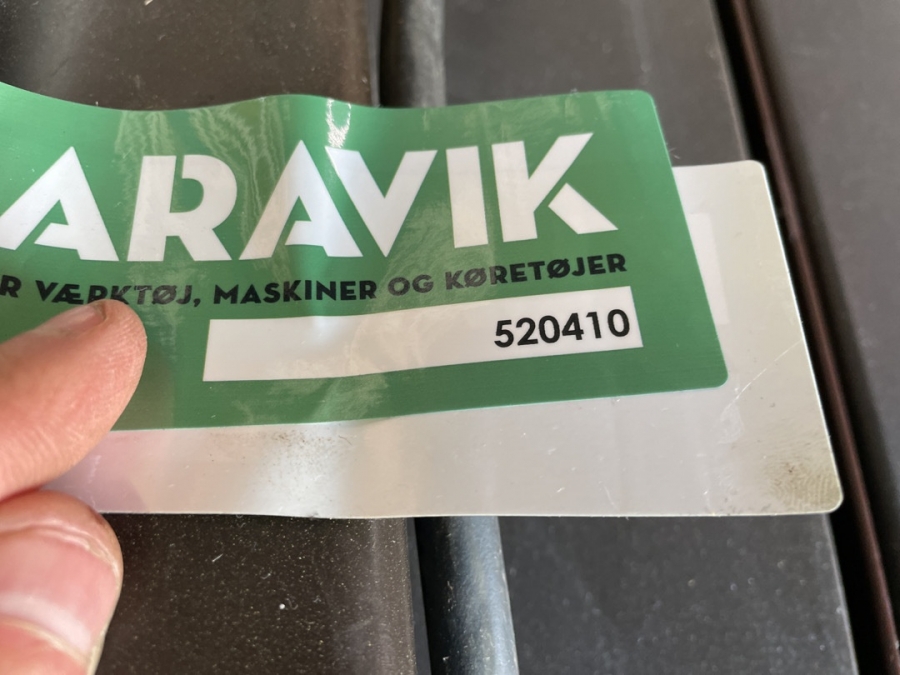 ARAVIK
R VÆRKTØJ, MASKINER OG KØRETØJER
520410